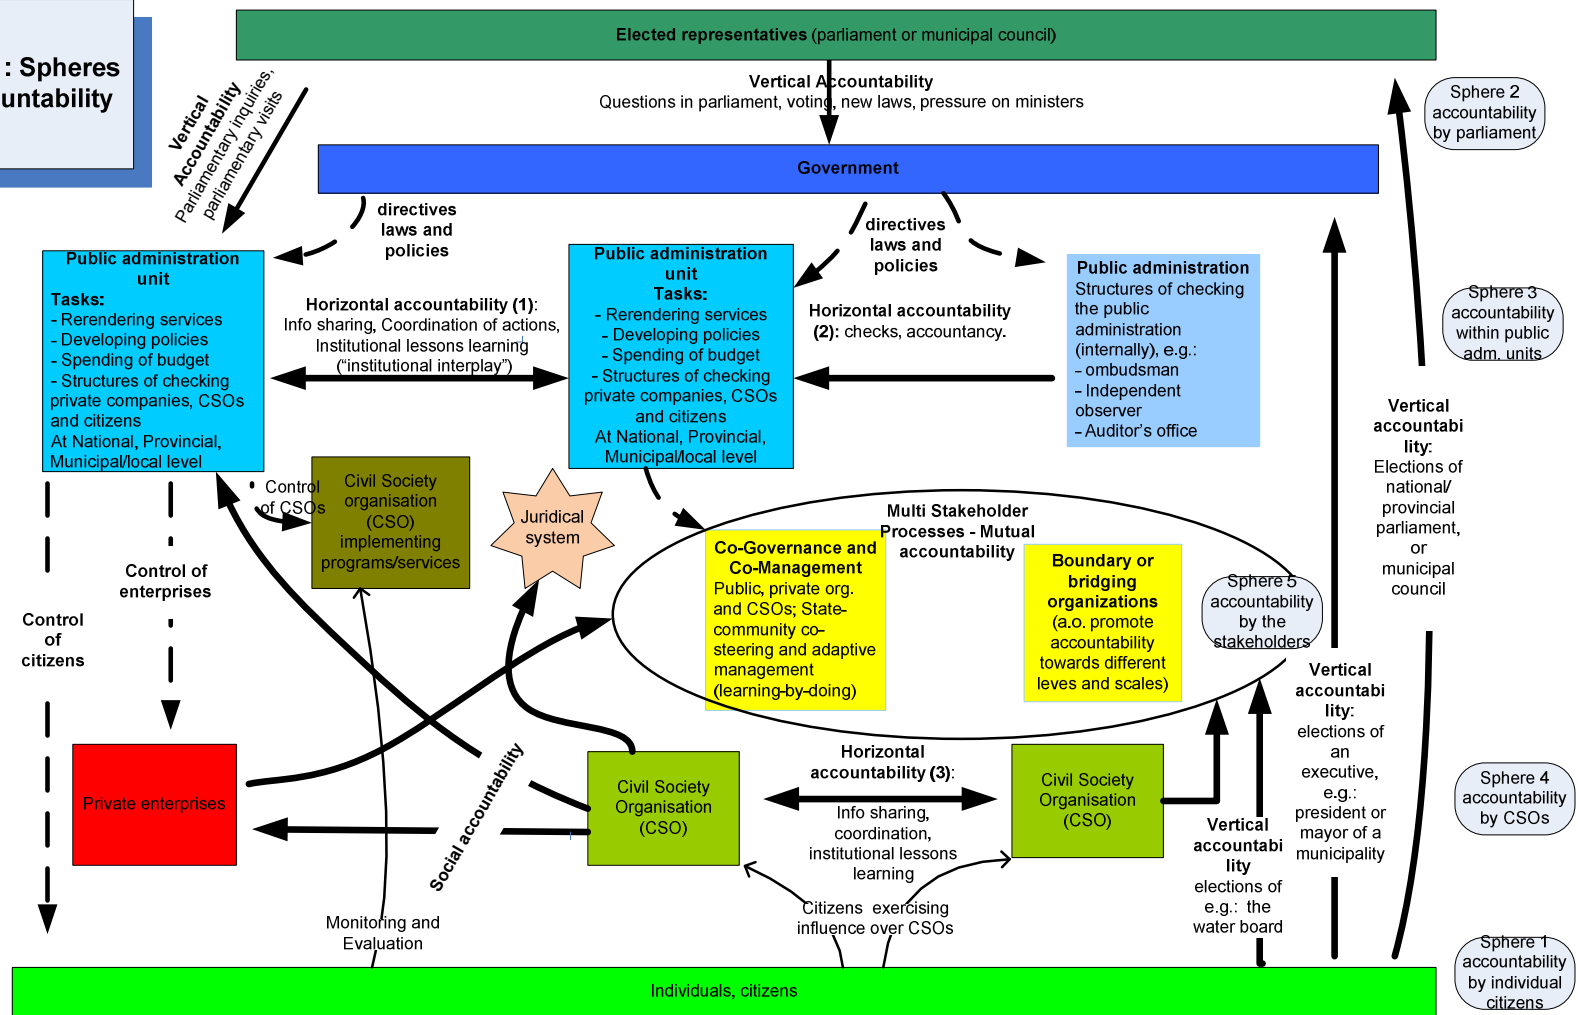 : Spheres
untability
Elected representatives (parliament or municipal council)
Vertical Accountability
Questions in parliament, voting, new laws, pressure on ministers
Vertical
Accountability
Parliamentary inquiries,
parliamentary visits
Sphere 2
accountability
by parliament
Government
directives
laws and
policies
directives
laws and
policies
Public administration
unit
Tasks:
- Rerendering services
- Developing policies
- Spending of budget
- Structures of checking
private companies, CSOs
and citizens
At National, Provincial,
Municipal/local level
Horizontal accountability (1):
Info sharing, Coordination of actions,
Institutional lessons learning
(“institutional interplay”)
Public administration
unit
Tasks:
- Rerendering services
- Developing policies
- Spending of budget
- Structures of checking
private companies, CSOs
and citizens
At National, Provincial,
Municipal/local level
Horizontal accountability
(2): checks, accountancy.
Public administration
Structures of checking
the public
administration
(internally), e.g.:
- ombudsman
- Independent
observer
- Auditor’s office
Sphere 3
accountability
within public
adm. units
Vertical
accountabi
lity:
Elections of
national/
provincial
parliament,
or
municipal
council
Control
of CSOs
Civil Society
organisation
(CSO)
implementing
programs/services
Juridical
system
Multi Stakeholder
Processes - Mutual
accountability
Co-Governance and
Co-Management
Public, private org.
and CSOs; State-
community co-
steering and adaptive
management
(learning-by-doing)
Boundary or
bridging
organizations
(a.o. promote
accountability
towards different
leves and scales)
Sphere 5
accountability
by the
stakeholders
Control of
enterprises
Control
of
citizens
Vertical
accountabi
lity:
elections of
an
executive,
e.g.:
president or
mayor of a
municipality
Private enterprises
Social accountability
Civil Society
Organisation
(CSO)
Horizontal
accountability (3):
Info sharing,
coordination,
institutional lessons
learning
Civil Society
Organisation
(CSO)
Sphere 4
accountability
by CSOs
Vertical
accountabi
lity
elections of
e.g.: the
water board
Monitoring and
Evaluation
Citizens exercising
influence over CSOs
Sphere 1
accountability
by individual
citizens
Individuals, citizens